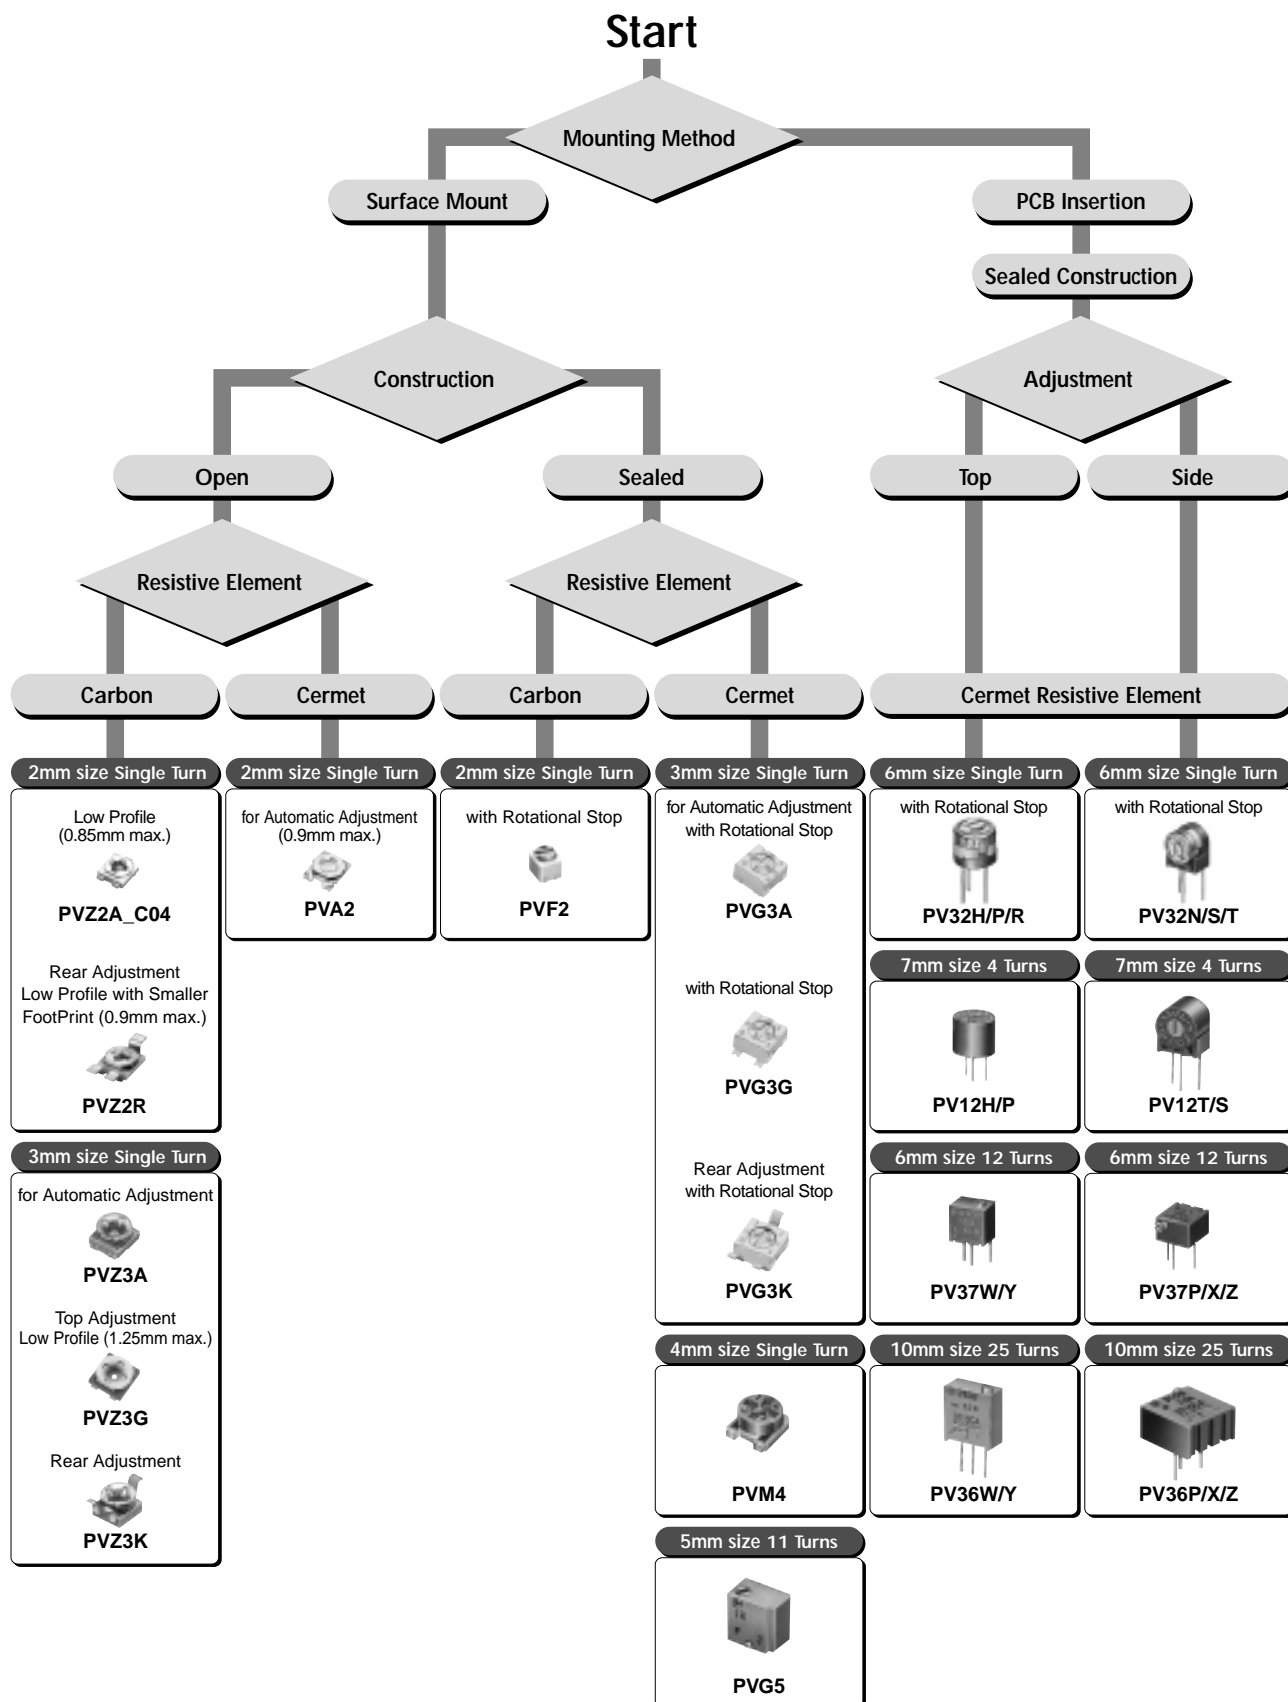 Start
Mounting Method
Surface Mount
PCB Insertion
Sealed Construction
Construction
Adjustment
Open
Sealed
Top
Side
Resistive Element
Resistive Element
Carbon
Cermet
Carbon
Cermet
Cermet Resistive Element
2mm size Single Turn
Low Profile
(0.85mm max.)
PVZ2A_C04
Rear Adjustment
Low Profile with Smaller
FootPrint (0.9mm max.)
PVZ2R
3mm size Single Turn
for Automatic Adjustment
PVZ3A
Top Adjustment
Low Profile (1.25mm max.)
PVZ3G
Rear Adjustment
PVZ3K
2mm size Single Turn
for Automatic Adjustment
(0.9mm max.)
PVA2
2mm size Single Turn
with Rotational Stop
PVF2
3mm size Single Turn
for Automatic Adjustment
with Rotational Stop
PVG3A
with Rotational Stop
PVG3G
Rear Adjustment
with Rotational Stop
PVG3K
4mm size Single Turn
PVM4
5mm size 11 Turns
PVG5
6mm size Single Turn
with Rotational Stop
PV32H/P/R
7mm size 4 Turns
PV12H/P
6mm size 12 Turns
PV37W/Y
10mm size 25 Turns
PV36W/Y
6mm size Single Turn
with Rotational Stop
PV32N/S/T
7mm size 4 Turns
PV12T/S
6mm size 12 Turns
PV37P/X/Z
10mm size 25 Turns
PV36P/X/Z